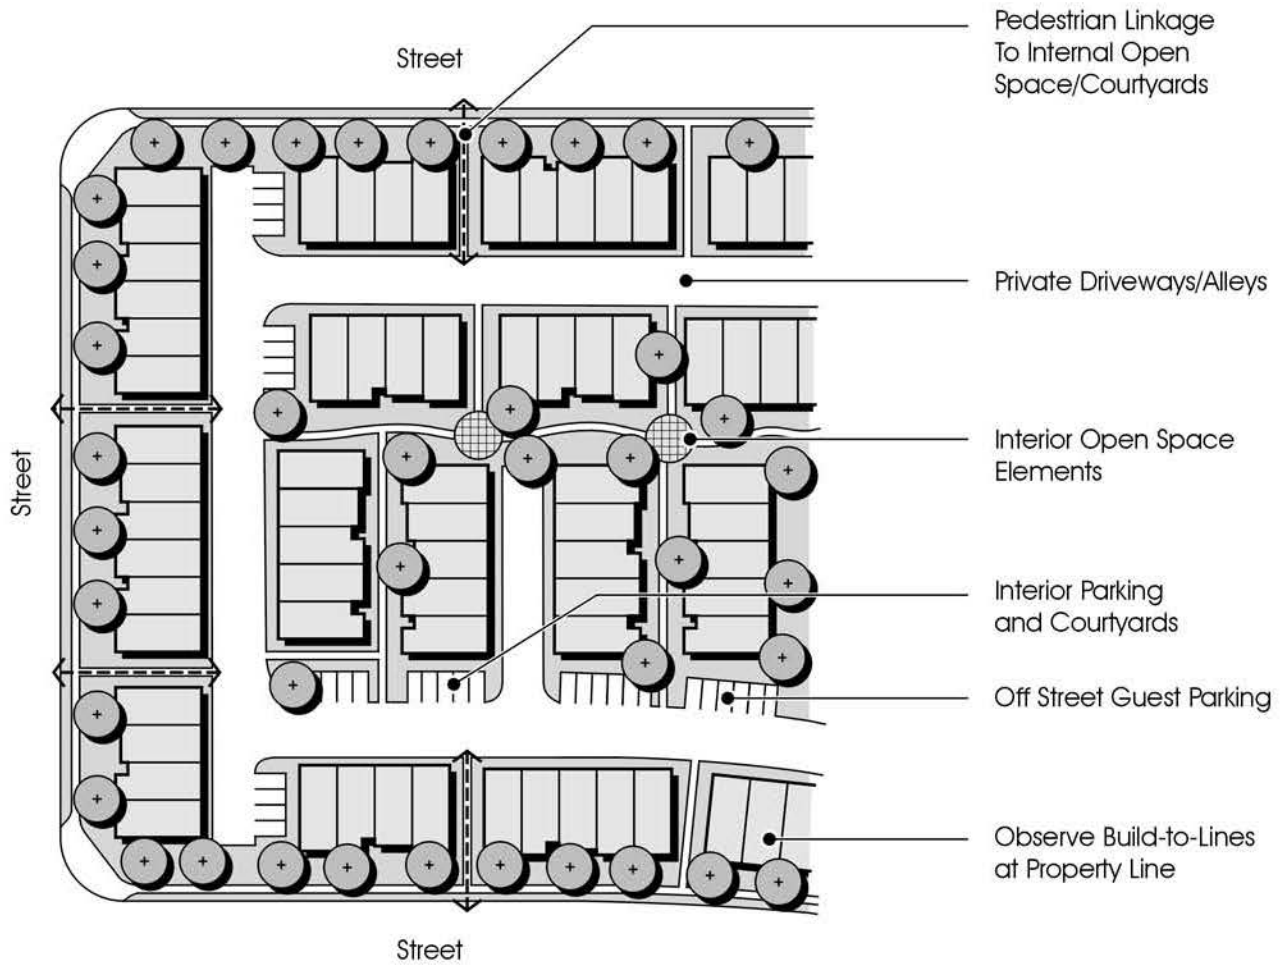 Pedestrian Linkage
To Internal Open
Space/Courtyards
Street
Private Driveways/Alleys
Interior Open Space
Elements
Street
Interior Parking
and Courtyards
Off Street Guest Parking
Observe Build-to-Lines
at Property Line
Street